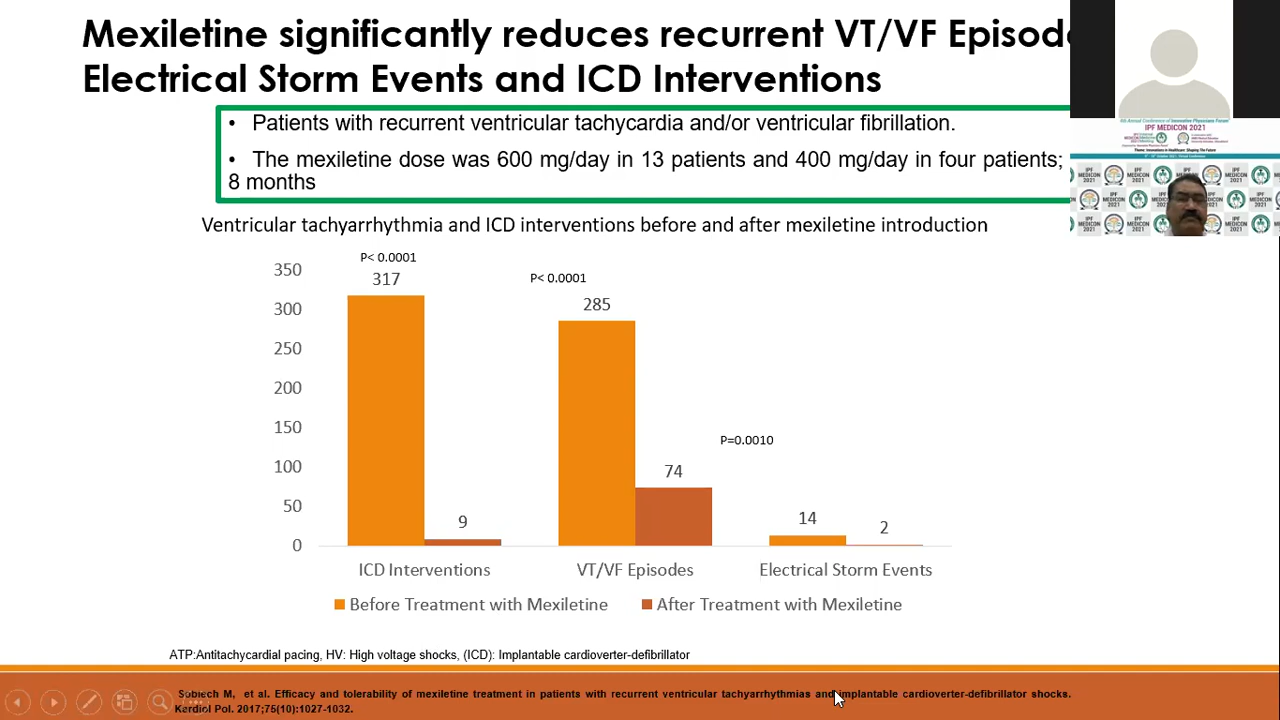 Mexiletine significantly reduces recurrent VT/VF
Electrical Storm Events and ICD Interventions
• Patients with recurrent ventricular tachycardia and/or ventricular fibrillation.
• The mexiletine dose was 600 mg/day in 13 patients and 400 mg/day in four patients;
8 months
Ventricular tachyarrhythmia and ICD interventions before and after mexiletine introduction
P< 0.0001
317
P< 0.0001
285
P=0.0010
74
9
14
2
350
300
250
200
150
100
50
0
ICD Interventions
VT/VF Episodes
Electrical Storm Events
Before Treatment with Mexiletine
After Treatment with Mexiletine
ATP:Antitachycardial pacing, HV: High voltage shocks, (ICD): Implantable cardioverter-defibrillator
Sobiech M, et al. Efficacy and tolerability of mexiletine treatment in patients with recurrent ventricular tachyarrhythmias and implantable cardioverter-defibrillator shocks.
Kardiol Pol. 2017;75(10):1027-1032.
IPF MEDICON 2021
IPF
MEDICON
2021